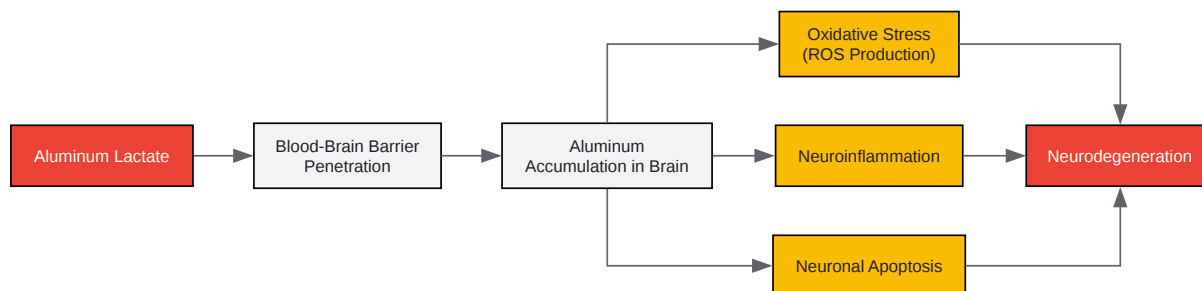 Aluminum Lactate
Blood-Brain Barrier
Penetration
Aluminum
Accumulation in Brain
Oxidative Stress
(ROS Production)
Neuroinflammation
Neuronal Apoptosis
Neurodegeneration